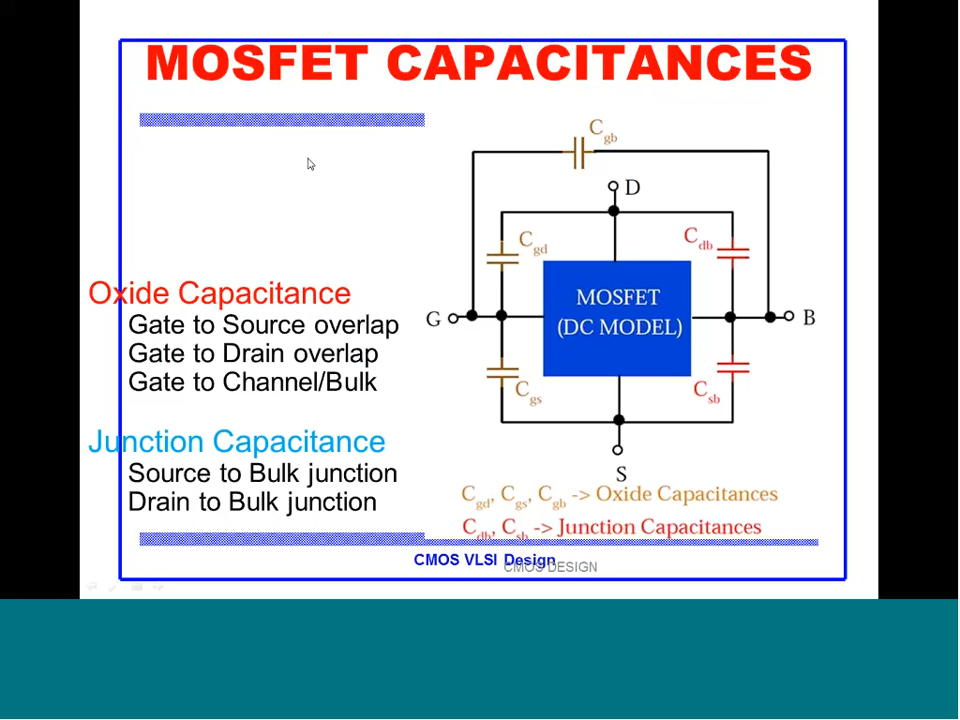 MOSFET CAPACITANCES
Oxide Capacitance
Gate to Source overlap
Gate to Drain overlap
Gate to Channel/Bulk
Junction Capacitance
Source to Bulk junction
Drain to Bulk junction
Cgb
D
Cgd
Cdb
MOSFET
(DC MODEL)
G
B
Cgs
Csb
S
Cgd, Cgs, Cgb -> Oxide Capacitances
Cdb, Csb -> Junction Capacitances
CMOS VLSI Design
CMOS DESIGN